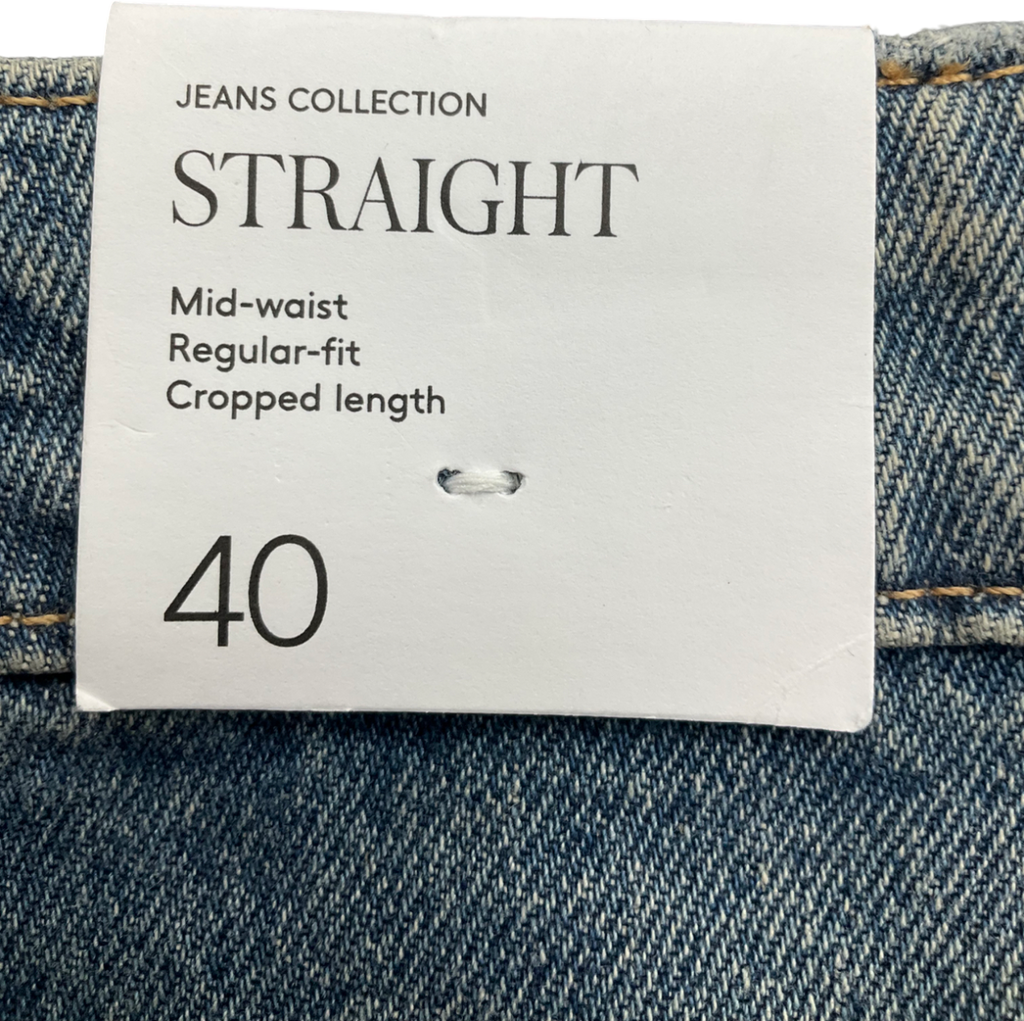 JEANS COLLECTION
STRAIGHT
Mid-waist
Regular-fit
Cropped length
40